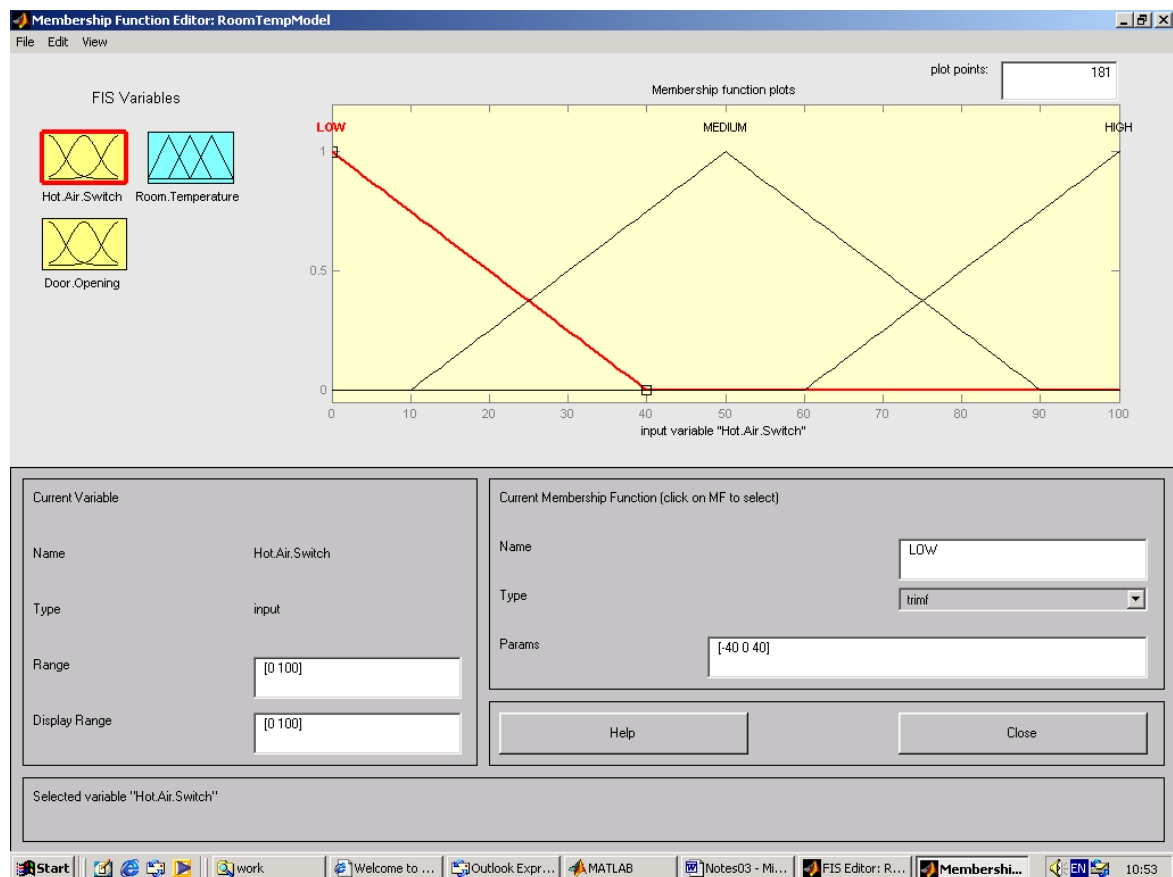 Membership Function Editor: RoomTempModel
File Edit View
plot points: 181
FIS Variables
Membership function plots
LOW MEDIUM HIGH
1
Hot.Air.Switch Room.Temperature
0.5
Door.Opening
0
0 10 20 30 40 50 60 70 80 90 100
input variable "Hot.Air.Switch"
Current Variable
Name Hot.Air.Switch
Type input
Range [0 100]
Display Range [0 100]
Current Membership Function (click on MF to select)
Name LOW
Type trimf
Params [-40 0 40]
Help Close
Selected variable "Hot.Air.Switch"
Start work Welcome to ... Outlook Expr... MATLAB Notes03 - Mi... FIS Editor: R... Membershi... EN 10:53